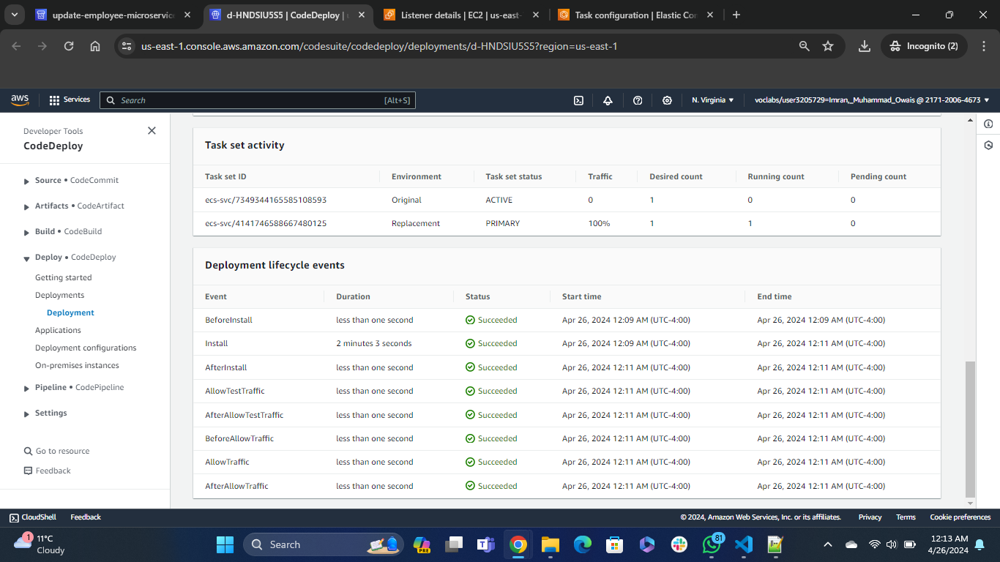 update-employee-microservic
d-HNDSIU5S5 | CodeDeploy | u
Listener details | EC2 | us-east-
Task configuration | Elastic Con
us-east-1.console.aws.amazon.com/codesuite/codedeploy/deployments/d-HNDSIU5S5?region=us-east-1
Incognito (2)
aws
Services
Search
[Alt+S]
N. Virginia
voclabs/user3205729=Imran,_Muhammad_Owais @ 2171-2006-4673
Developer Tools
CodeDeploy
Source • CodeCommit
Artifacts • CodeArtifact
Build • CodeBuild
Deploy • CodeDeploy
Getting started
Deployments
Deployment
Applications
Deployment configurations
On-premises instances
Pipeline • CodePipeline
Settings
Go to resource
Feedback
Task set activity
Task set ID Environment Task set status Traffic Desired count Running count Pending count
ecs-svc/7349344165585108593 Original ACTIVE 0 1 0 0
ecs-svc/4141746588667480125 Replacement PRIMARY 100% 1 1 0
Deployment lifecycle events
Event Duration Status Start time End time
BeforeInstall less than one second Succeeded Apr 26, 2024 12:09 AM (UTC-4:00) Apr 26, 2024 12:09 AM (UTC-4:00)
Install 2 minutes 3 seconds Succeeded Apr 26, 2024 12:09 AM (UTC-4:00) Apr 26, 2024 12:11 AM (UTC-4:00)
AfterInstall less than one second Succeeded Apr 26, 2024 12:11 AM (UTC-4:00) Apr 26, 2024 12:11 AM (UTC-4:00)
AllowTestTraffic less than one second Succeeded Apr 26, 2024 12:11 AM (UTC-4:00) Apr 26, 2024 12:11 AM (UTC-4:00)
AfterAllowTestTraffic less than one second Succeeded Apr 26, 2024 12:11 AM (UTC-4:00) Apr 26, 2024 12:11 AM (UTC-4:00)
BeforeAllowTraffic less than one second Succeeded Apr 26, 2024 12:11 AM (UTC-4:00) Apr 26, 2024 12:11 AM (UTC-4:00)
AllowTraffic less than one second Succeeded Apr 26, 2024 12:11 AM (UTC-4:00) Apr 26, 2024 12:11 AM (UTC-4:00)
AfterAllowTraffic less than one second Succeeded Apr 26, 2024 12:11 AM (UTC-4:00) Apr 26, 2024 12:11 AM (UTC-4:00)
CloudShell
Feedback
© 2024, Amazon Web Services, Inc. or its affiliates.
Privacy
Terms
Cookie preferences
1
11°C
Cloudy
Search
PRE
81
12:13 AM
4/26/2024